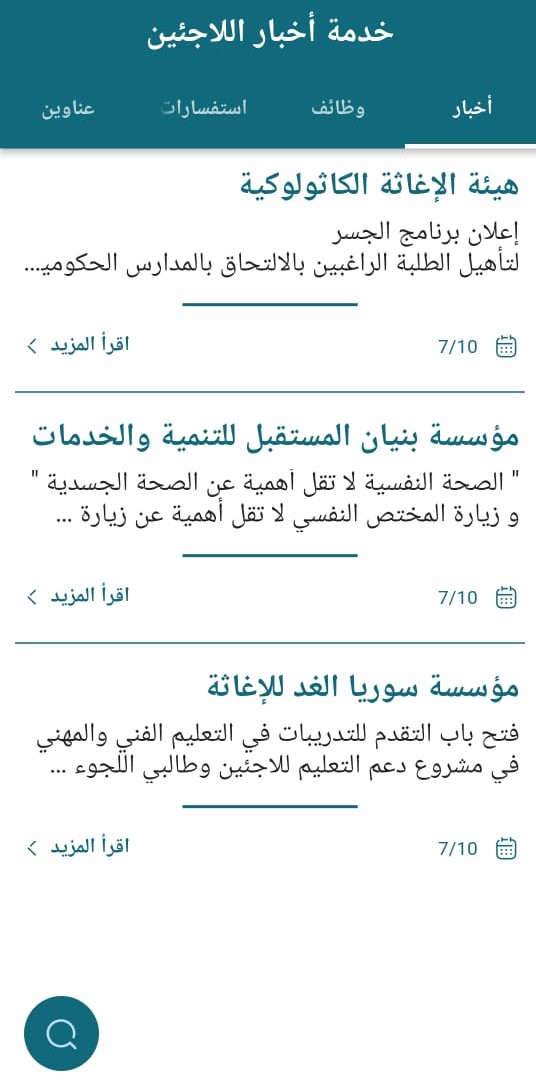 خدمة أخبار اللاجئين
أخبار
وظائف
استفسارات
عناوين
هيئة الإغاثة الكاثولوكية
إعلان برنامج الجسر
لتأهيل الطلبة الراغبين بالالتحاق بالمدارس الحكوميـ...
7/10
اقرأ المزيد
مؤسسة بنيان المستقبل للتنمية والخدمات
" الصحة النفسية لا تقل أهمية عن الصحة الجسدية "
و زيارة المختص النفسي لا تقل أهمية عن زيارة ...
7/10
اقرأ المزيد
مؤسسة سوريا الغد للإغاثة
فتح باب التقدم للتدريبات في التعليم الفني والمهني
في مشروع دعم التعليم للاجئين وطالبي اللجوء ...
7/10
اقرأ المزيد